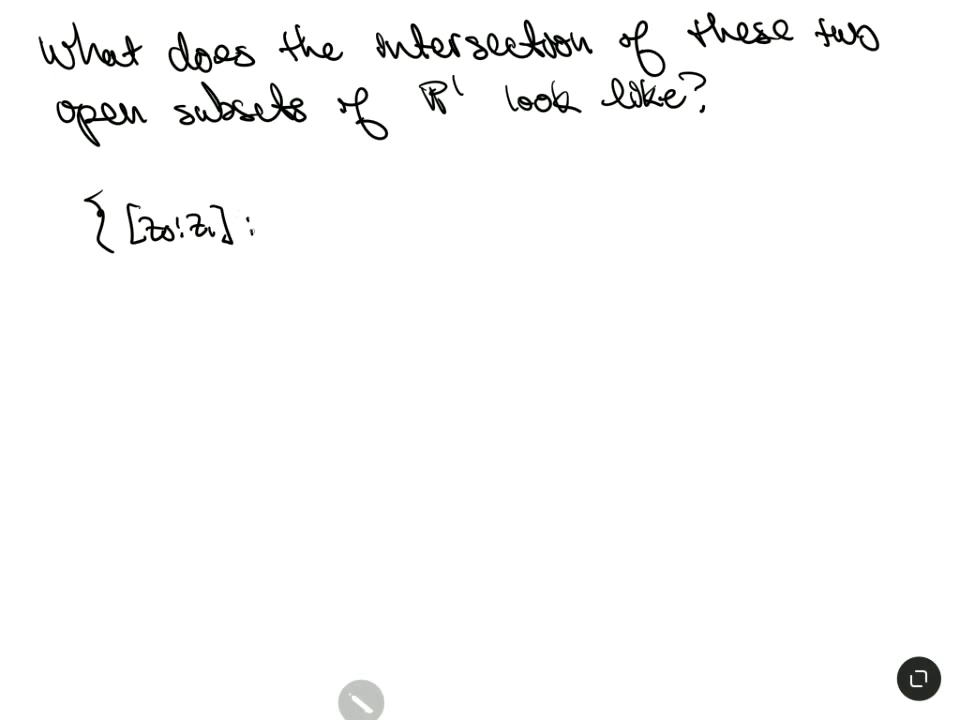 What does the intersection of these two
open subsets of ℙ¹ look like?
{ [z₀:z₁] :